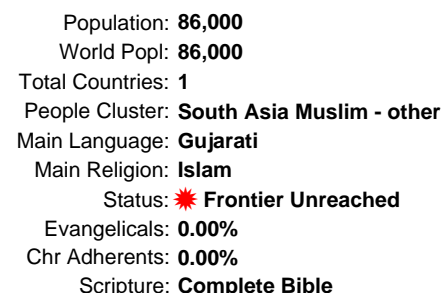 Population: 86,000
World Popl: 86,000
Total Countries: 1
People Cluster: South Asia Muslim - other
Main Language: Gujarati
Main Religion: Islam
Status: Frontier Unreached
Evangelicals: 0.00%
Chr Adherents: 0.00%
Scripture: Complete Bible